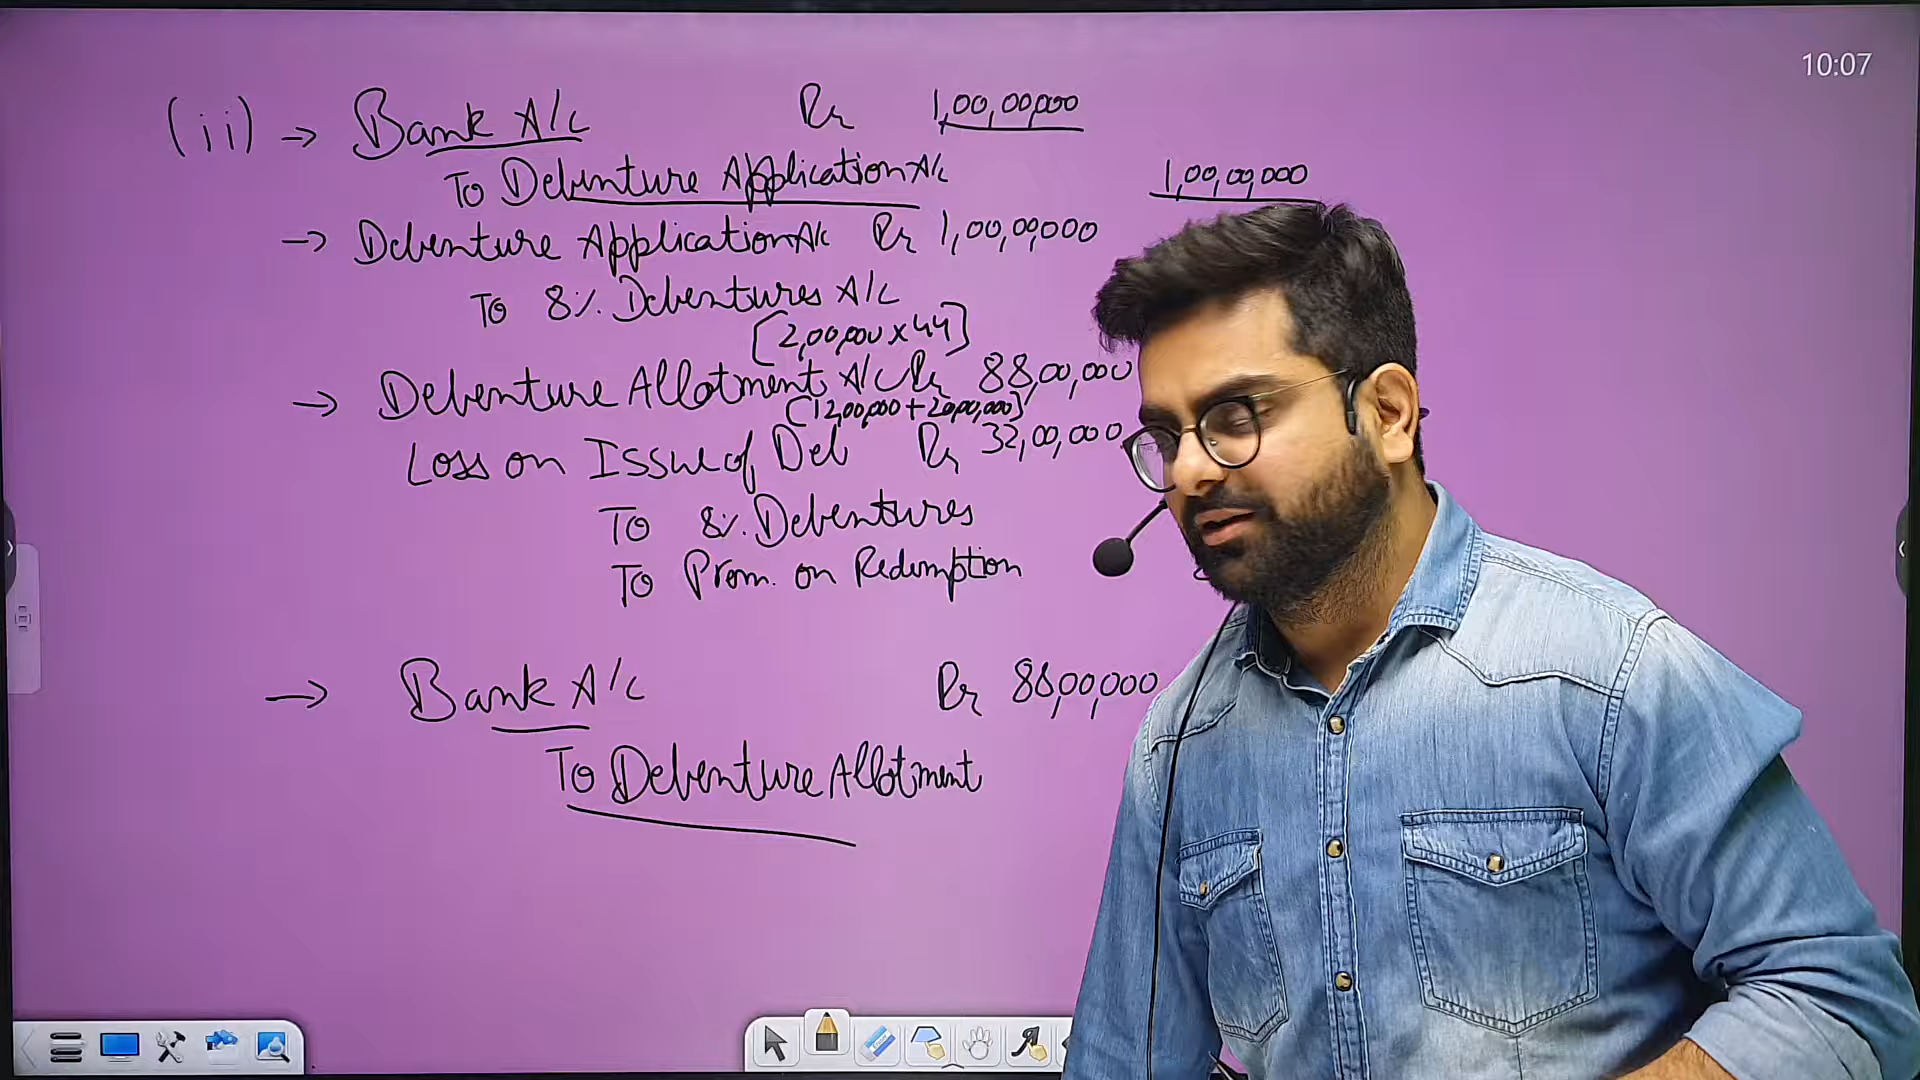 10:07
(ii) → Bank A/c Dr 1,00,00,000
To Debenture Application A/c 1,00,00,000
→ Debenture Application A/c Dr 1,00,00,000
To 8% Debentures A/c
[2,00,000 x 44]
→ Debenture Allotment A/c Dr 88,00,000
(12,00,000 + 20,00,000)
Loss on Issue of Deb Dr 32,00,000
To 8% Debentures
To Prem. on Redemption
→ Bank A/c Dr 88,00,000
To Debenture Allotment